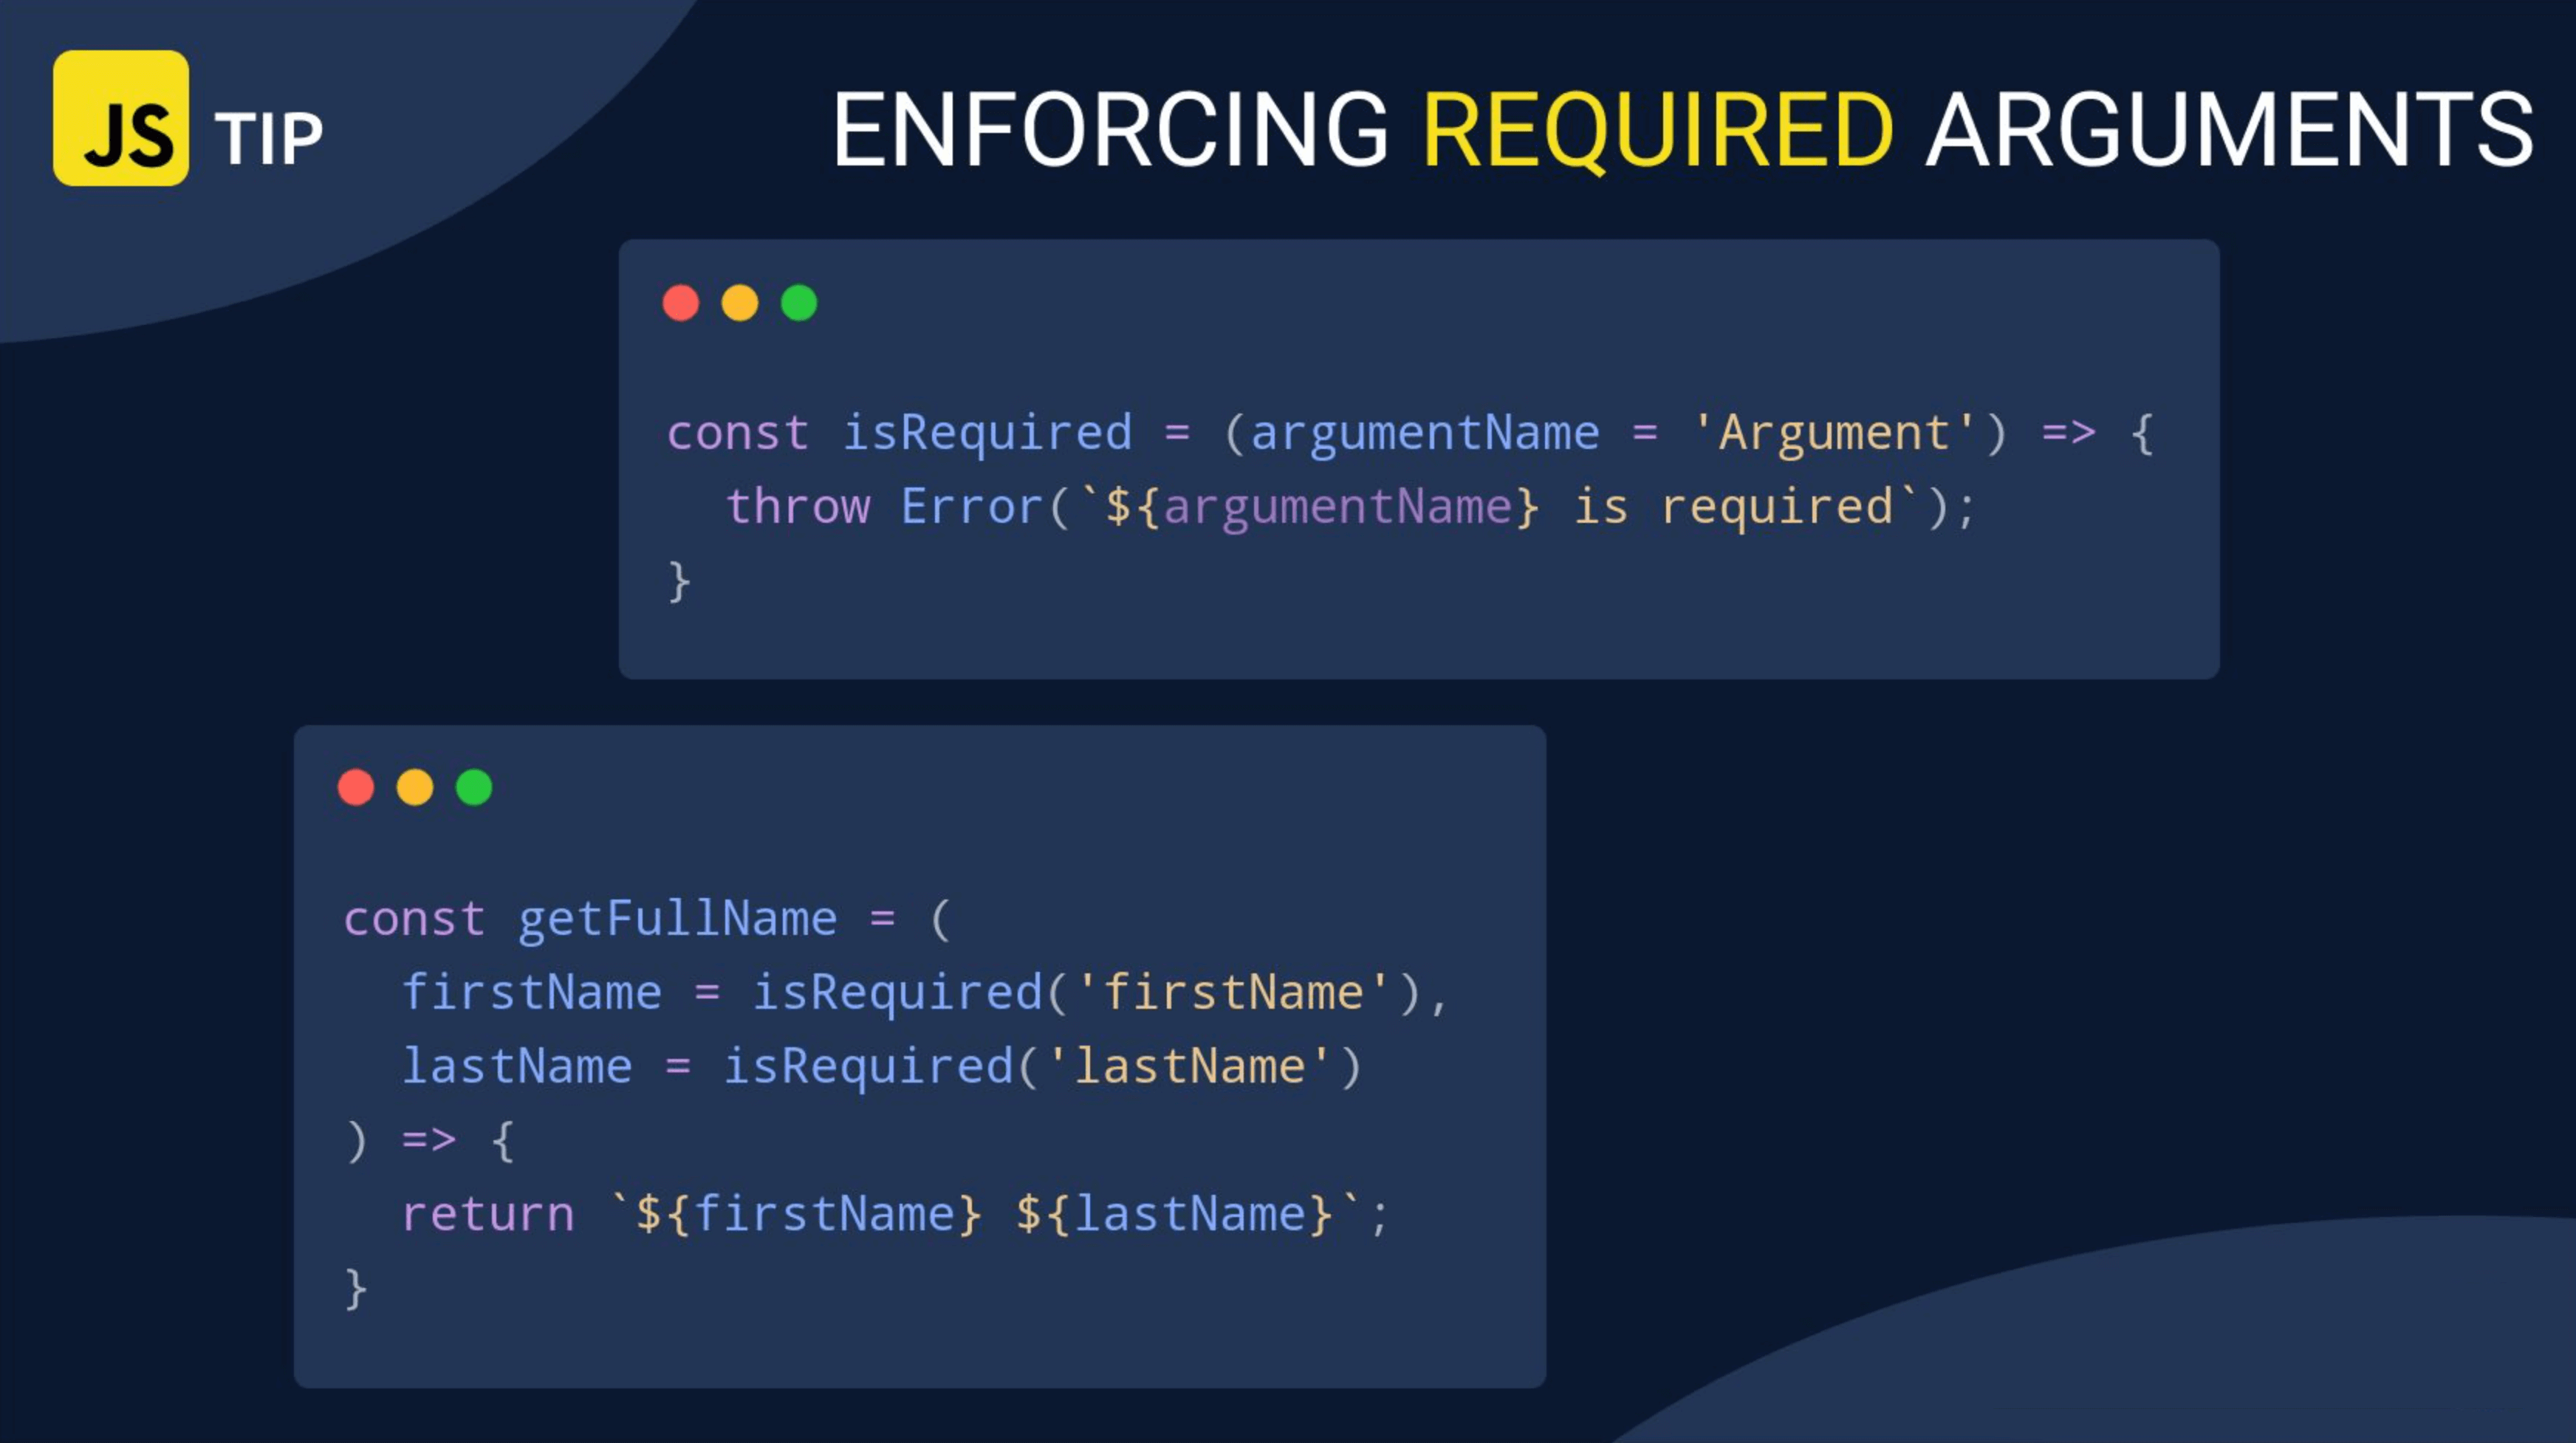 JS TIP
ENFORCING REQUIRED ARGUMENTS
const isRequired = (argumentName = 'Argument') => {
  throw Error(`${argumentName} is required`);
}
const getFullName = (
  firstName = isRequired('firstName'),
  lastName = isRequired('lastName')
) => {
  return `${firstName} ${lastName}`;
}